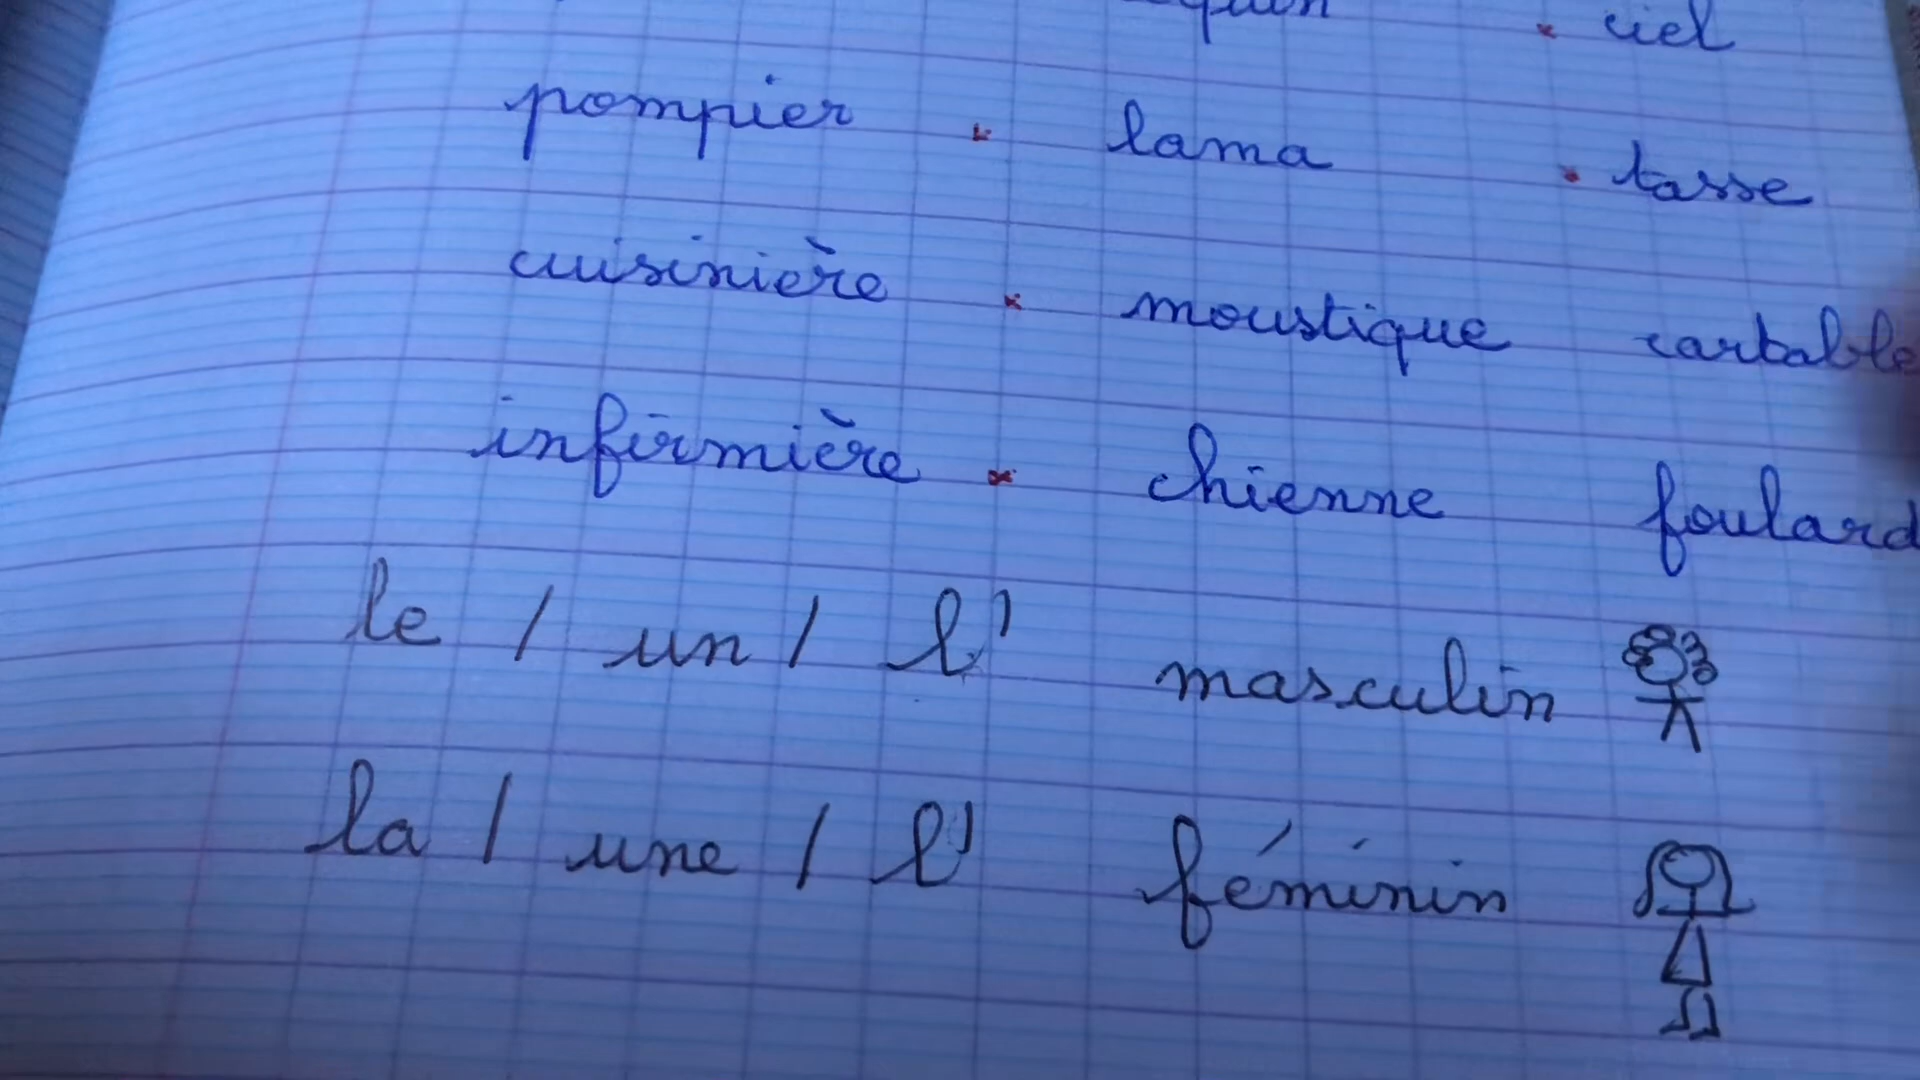 ciel
pompier lama tasse
cuisinière moustique cartable
infirmière chienne foulard
le / un / l' masculin
la / une / l' féminin